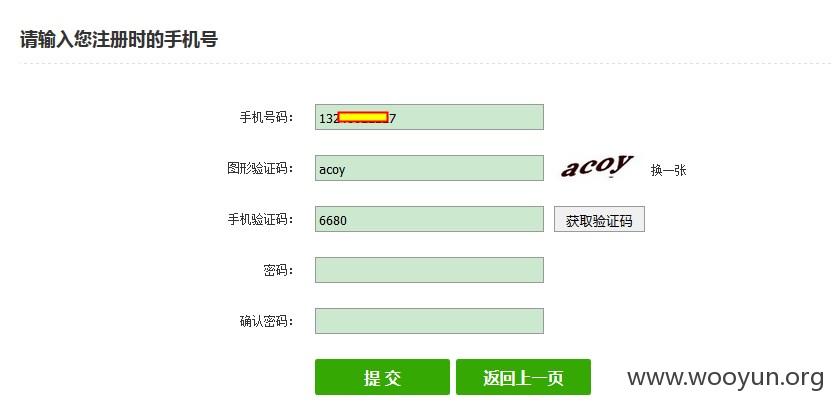 请输入您注册时的手机号
手机号码： 132
图形验证码： acoy acoy 换一张
手机验证码： 6680 获取验证码
密码：
确认密码：
提 交 返回上一页
www.wooyun.org